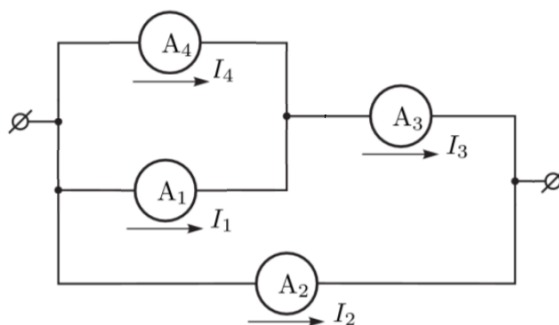 A₄
I₄
A₃
I₃
A₁
I₁
A₂
I₂